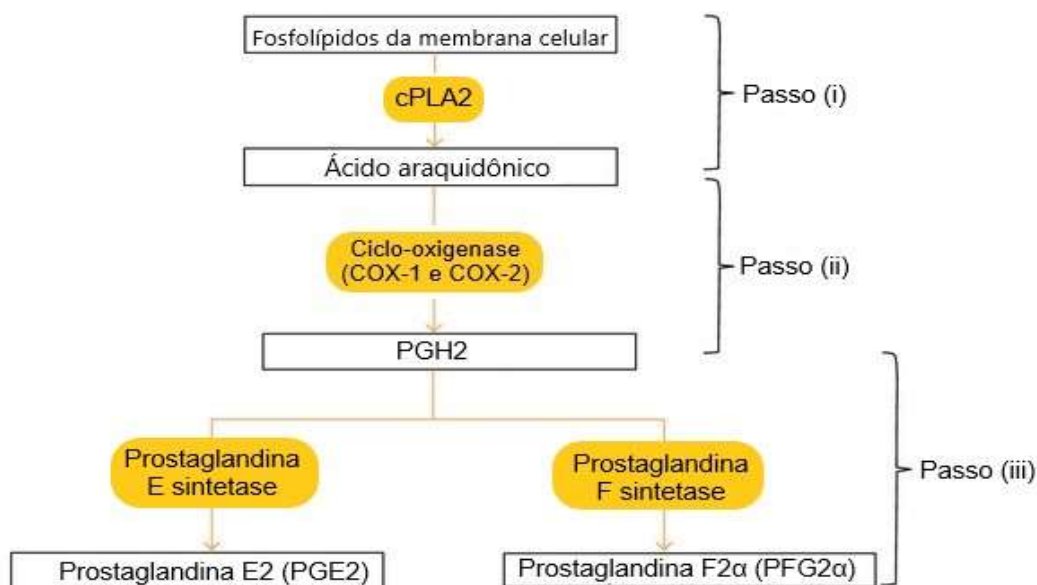 Fosfolípidos da membrana celular
cPLA2
Passo (i)
Ácido araquidônico
Ciclo-oxigenase
(COX-1 e COX-2)
Passo (ii)
PGH2
Prostaglandina
E sintetase
Prostaglandina
F sintetase
Passo (iii)
Prostaglandina E2 (PGE2)
Prostaglandina F2α (PFG2α)